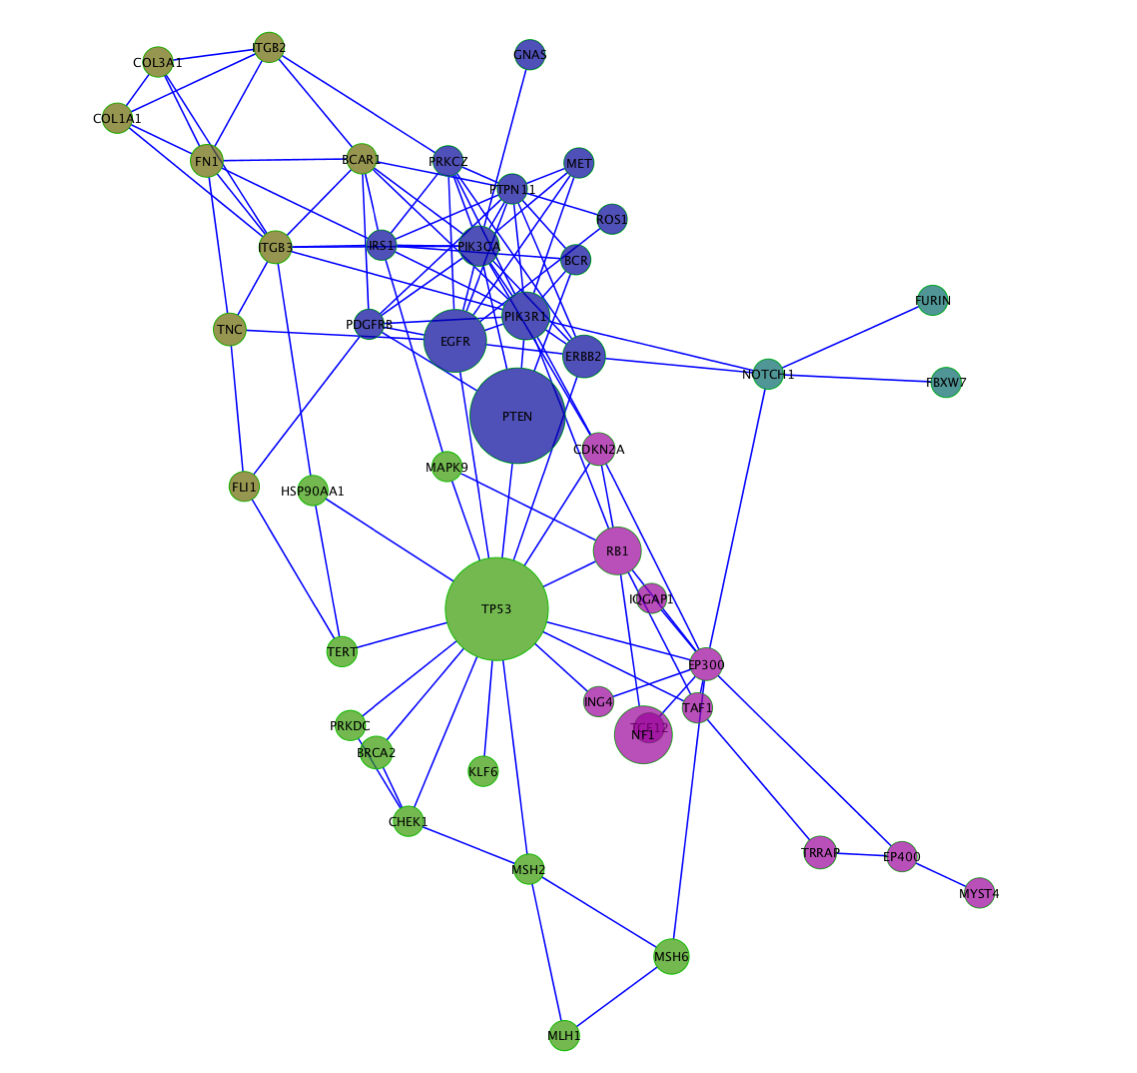 ITGB2
GNAS
COL3A1
COL1A1
FN1
BCAR1
PRKCZ
MET
PTPN11
ROS1
ITGB3
IRS1
PIK3CA
BCR
FURIN
PDGFRB
PIK3R1
TNC
EGFR
ERBB2
NOTCH1
FBXW7
PTEN
CDKN2A
MAPK9
FLI1
HSP90AA1
RB1
IQGAP1
TP53
TERT
EP300
ING4
TAF1
PRKDC
TCF12
NF1
BRCA2
KLF6
CHEK1
TRRAP
EP400
MSH2
MYST4
MSH6
MLH1